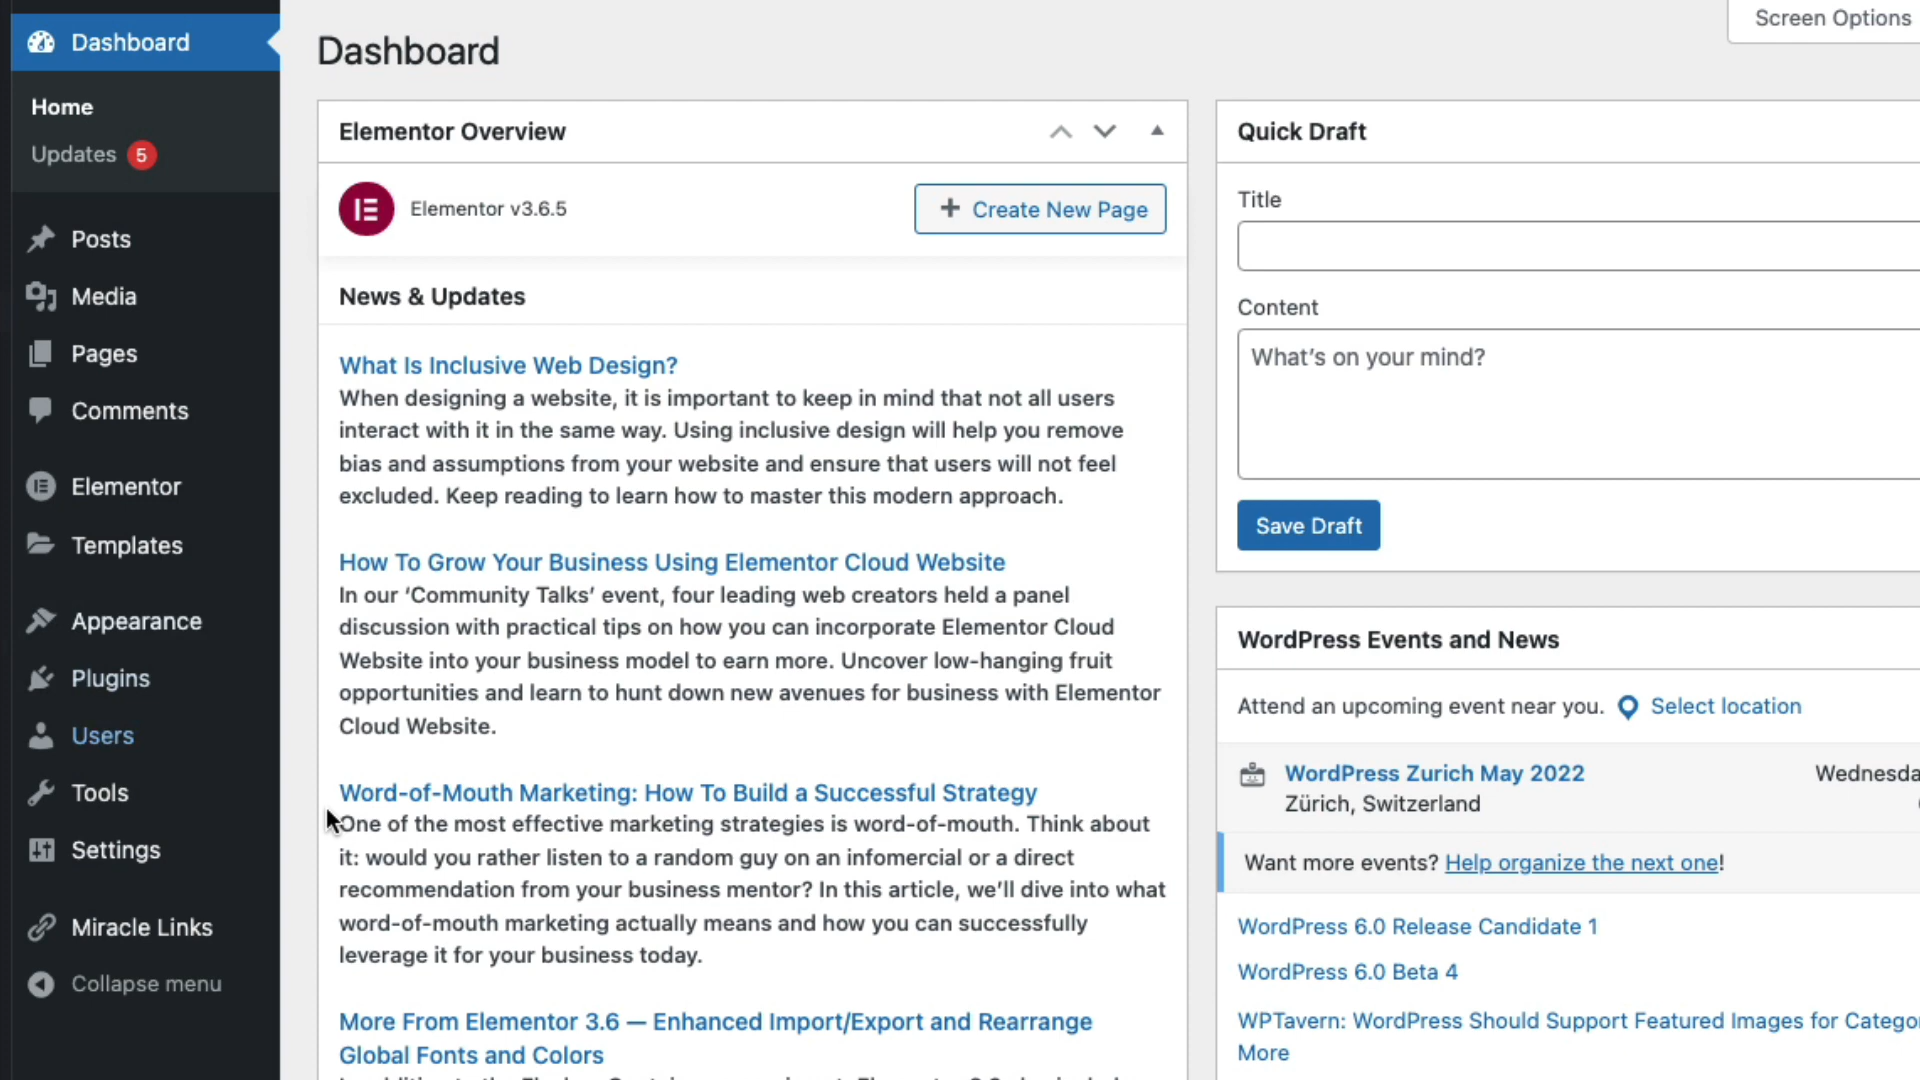 Dashboard
Home
Updates 5
Posts
Media
Pages
Comments
Elementor
Templates
Appearance
Plugins
Users
Tools
Settings
Miracle Links
Collapse menu
Screen Options
Dashboard
Elementor Overview
Elementor v3.6.5
+ Create New Page
News & Updates
What Is Inclusive Web Design?
When designing a website, it is important to keep in mind that not all users
interact with it in the same way. Using inclusive design will help you remove
bias and assumptions from your website and ensure that users will not feel
excluded. Keep reading to learn how to master this modern approach.
How To Grow Your Business Using Elementor Cloud Website
In our ‘Community Talks’ event, four leading web creators held a panel
discussion with practical tips on how you can incorporate Elementor Cloud
Website into your business model to earn more. Uncover low-hanging fruit
opportunities and learn to hunt down new avenues for business with Elementor
Cloud Website.
Word-of-Mouth Marketing: How To Build a Successful Strategy
One of the most effective marketing strategies is word-of-mouth. Think about
it: would you rather listen to a random guy on an infomercial or a direct
recommendation from your business mentor? In this article, we’ll dive into what
word-of-mouth marketing actually means and how you can successfully
leverage it for your business today.
More From Elementor 3.6 — Enhanced Import/Export and Rearrange
Global Fonts and Colors
Quick Draft
Title
Content
What’s on your mind?
Save Draft
WordPress Events and News
Attend an upcoming event near you. Select location
WordPress Zurich May 2022
Wednesda
Zürich, Switzerland
Want more events? Help organize the next one!
WordPress 6.0 Release Candidate 1
WordPress 6.0 Beta 4
WPTavern: WordPress Should Support Featured Images for Catego
More